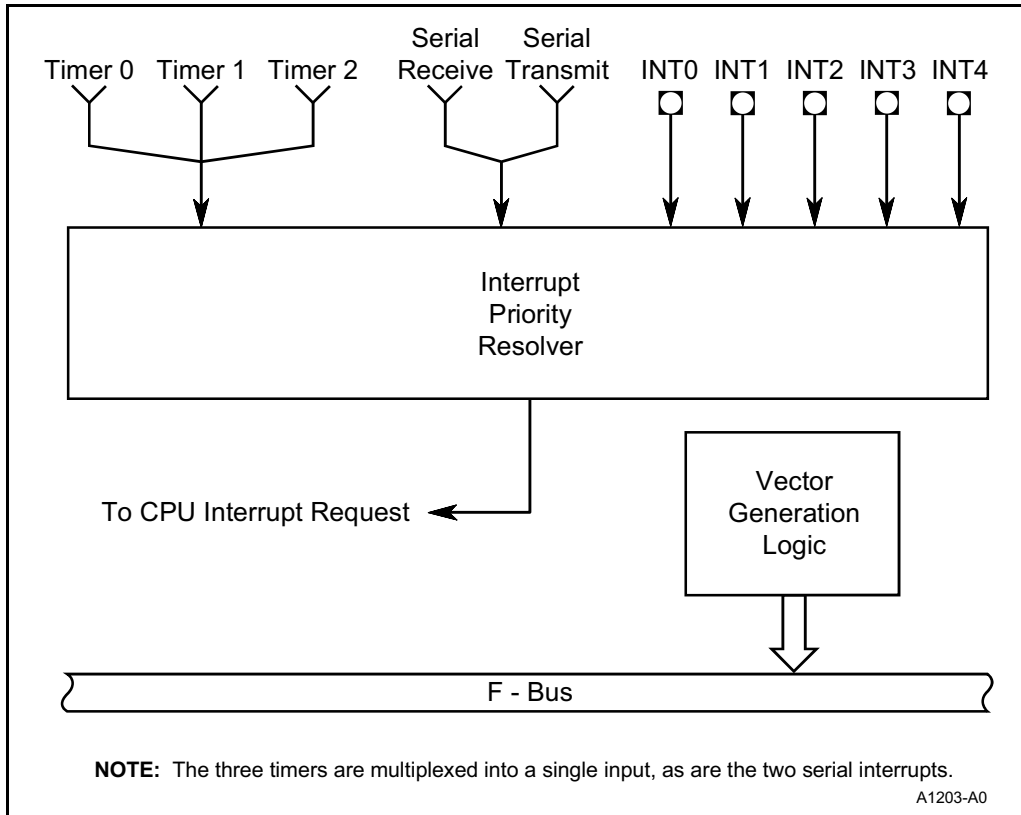 Timer 0 Timer 1 Timer 2
Serial Receive
Serial Transmit
INT0 INT1 INT2 INT3 INT4
Interrupt
Priority
Resolver
To CPU Interrupt Request
Vector
Generation
Logic
F - Bus
NOTE: The three timers are multiplexed into a single input, as are the two serial interrupts.
A1203-A0